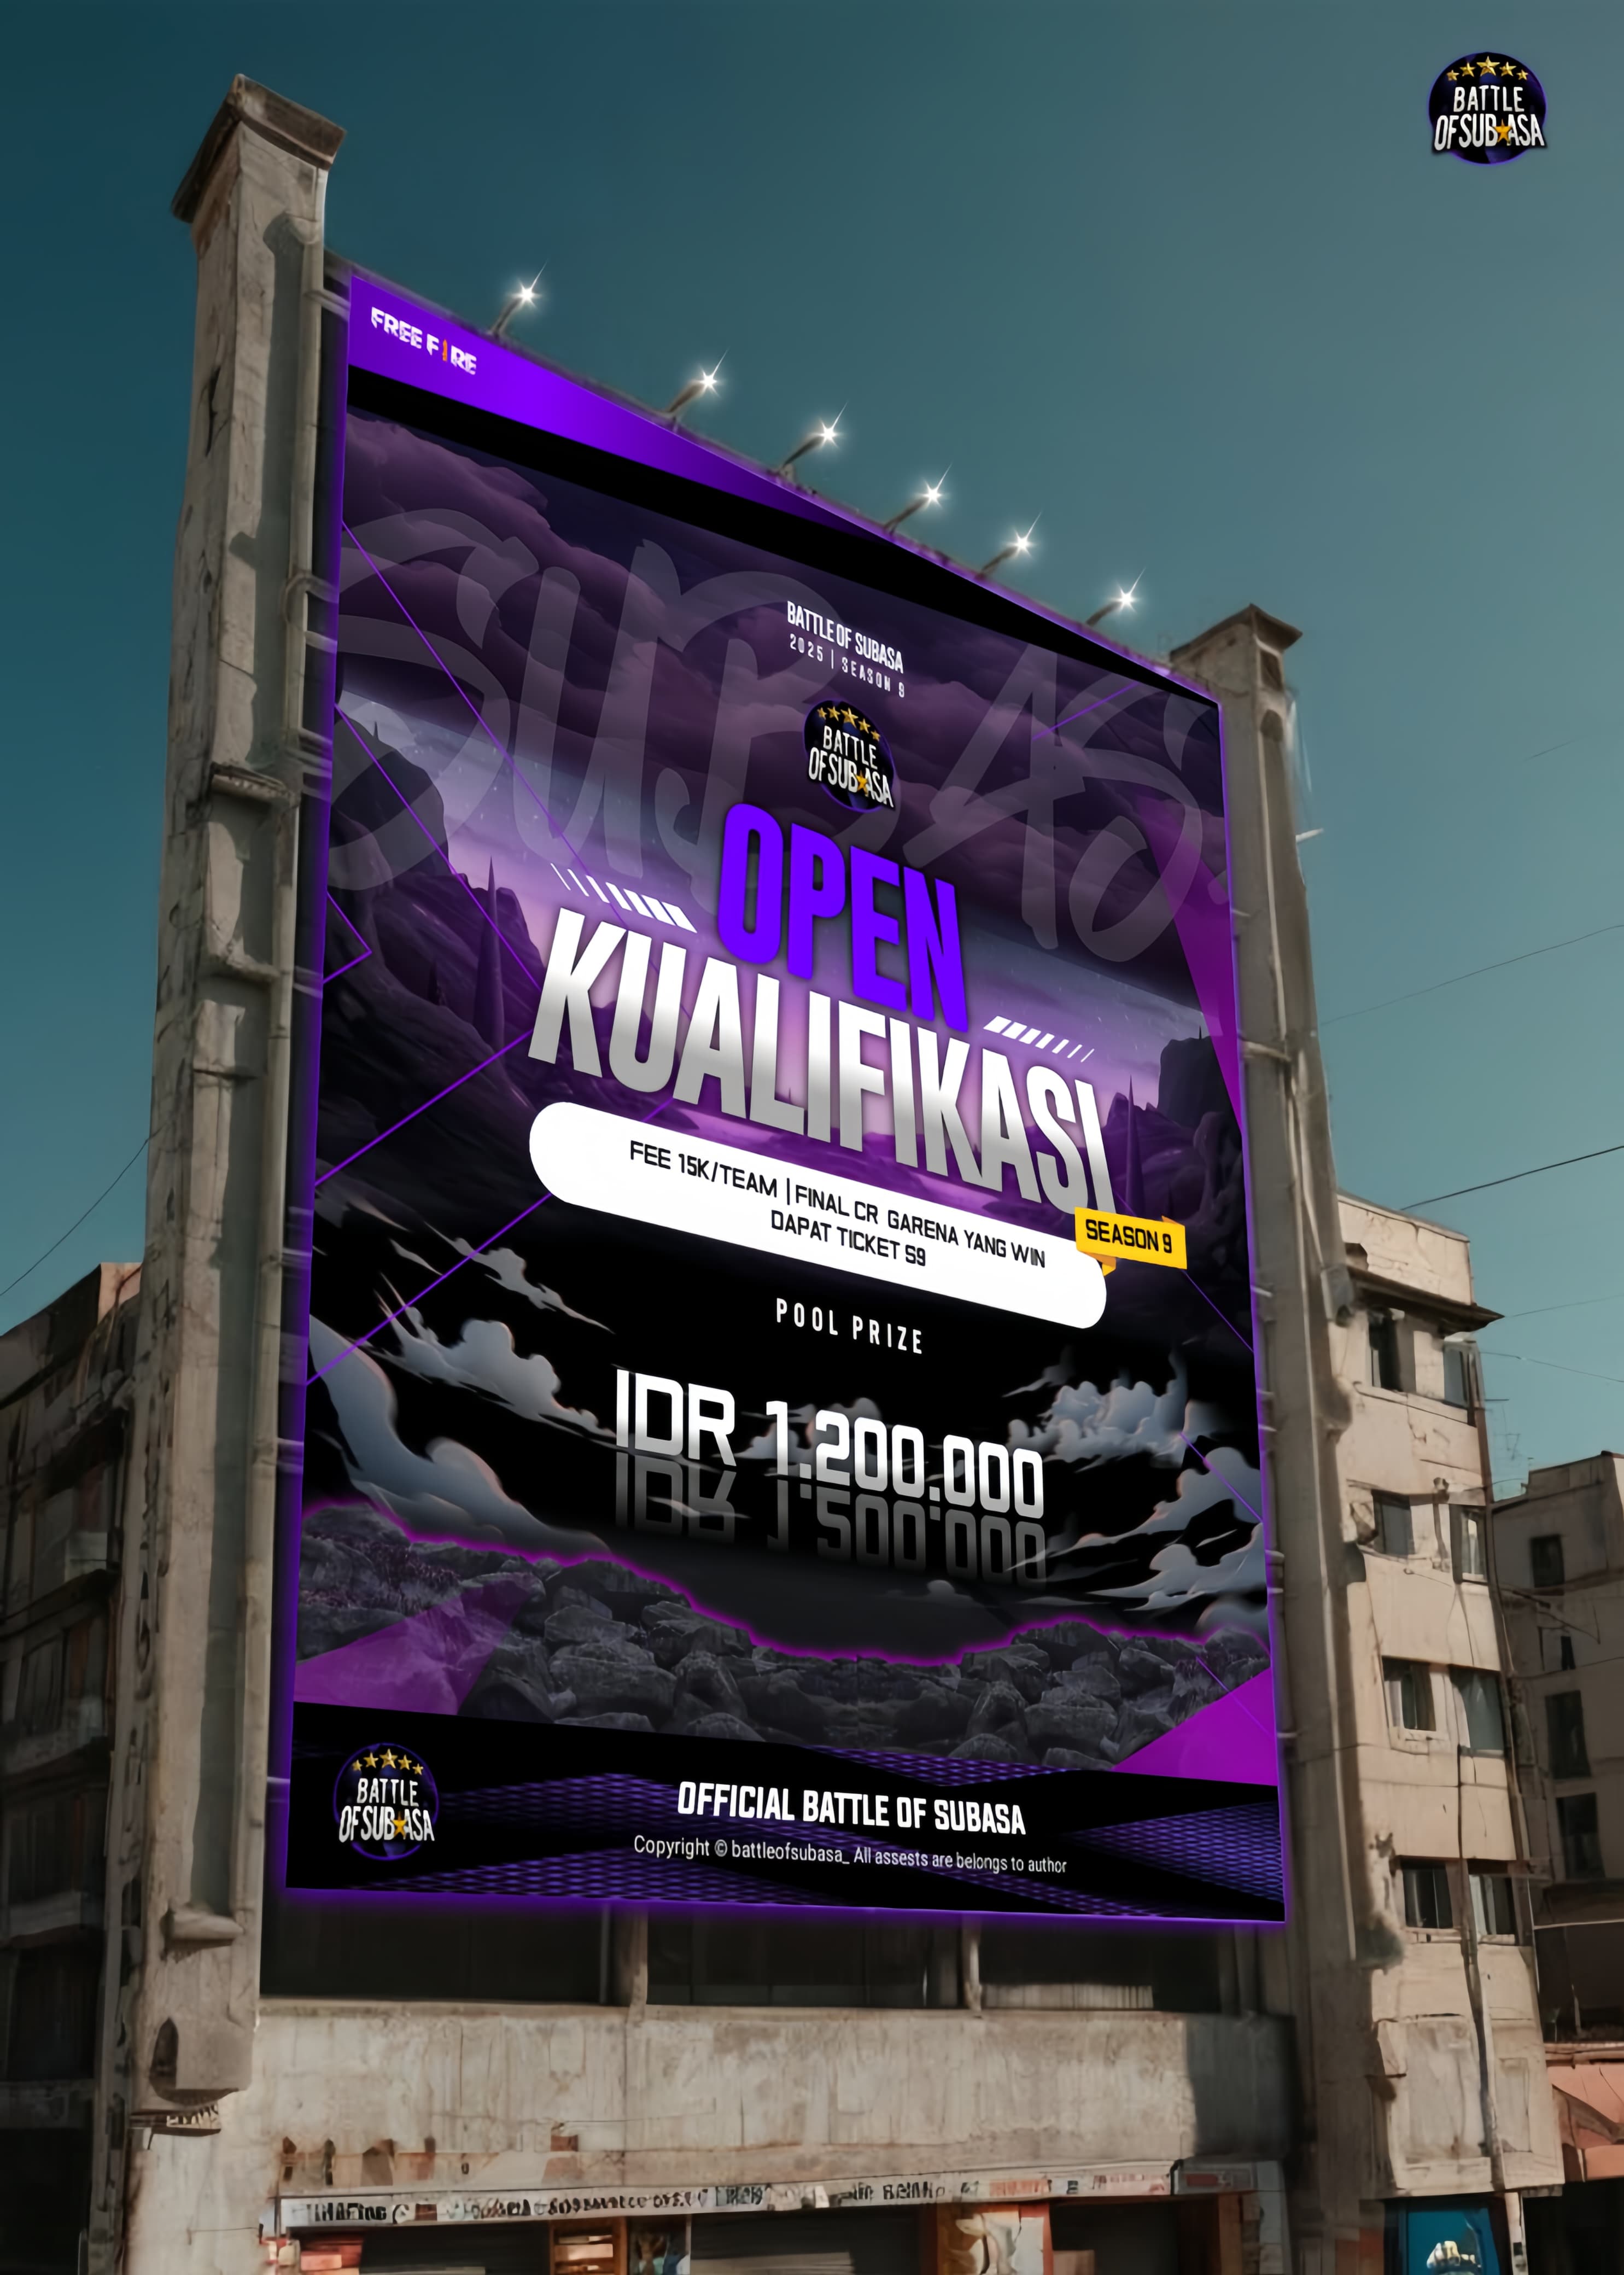 BATTLE
OFSUBASA
FREE FIRE
SUBAS
BATTLE OF SUBASA
2025 | SEASON 9
BATTLE
OFSUBASA
OPEN
KUALIFIKASI
FEE 15K/TEAM | FINAL CR GARENA YANG WIN
DAPAT TICKET S9
SEASON 9
POOL PRIZE
IDR 1.200.000
BATTLE
OFSUBASA
OFFICIAL BATTLE OF SUBASA
Copyright © battleofsubasa_ All assests are belongs to author